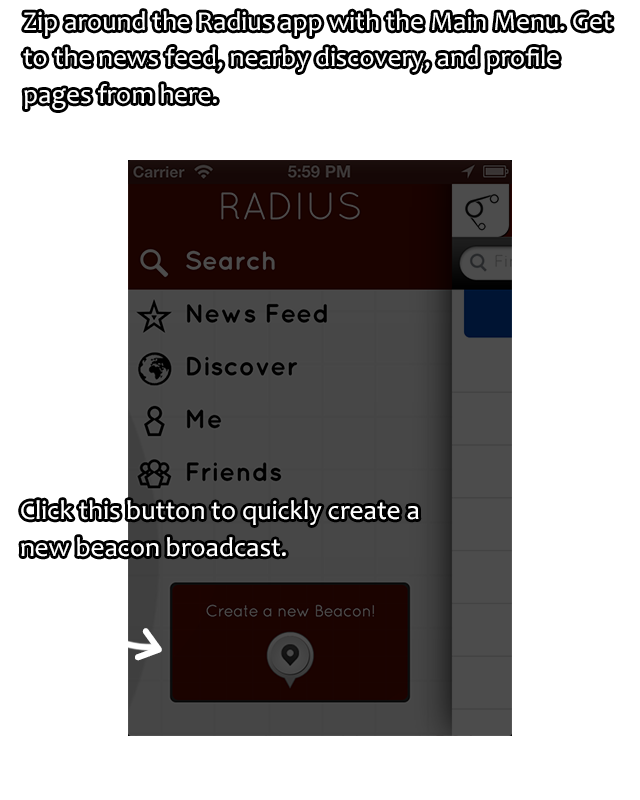 Zip around the Radius app with the Main Menu. Get
to the news feed, nearby discovery, and profile
pages from here.
Carrier 5:59 PM
RADIUS
Search
Fi
News Feed
Discover
Me
Friends
Click this button to quickly create a
new beacon broadcast.
Create a new Beacon!